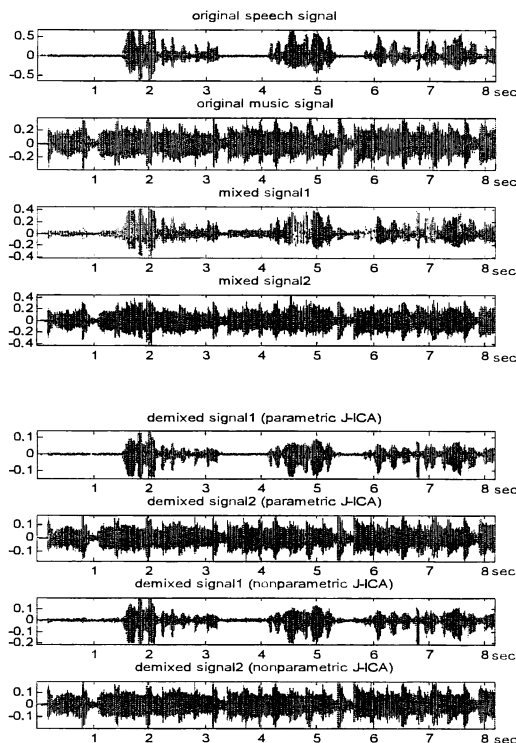 original speech signal
0.5
0
-0.5
1 2 3 4 5 6 7 8 sec
original music signal
0.2
0
-0.2
1 2 3 4 5 6 7 8 sec
mixed signal1
0.4
0.2
0
-0.2
-0.4
1 2 3 4 5 6 7 8 sec
mixed signal2
0.4
0.2
0
-0.2
-0.4
1 2 3 4 5 6 7 8 sec
demixed signal1 (parametric J-ICA)
0.1
0
-0.1
1 2 3 4 5 6 7 8 sec
demixed signal2 (parametric J-ICA)
0.1
0
-0.1
1 2 3 4 5 6 7 8 sec
demixed signal1 (nonparametric J-ICA)
0.1
0
-0.1
-0.2
1 2 3 4 5 6 7 8 sec
demixed signal2 (nonparametric J-ICA)
0.1
0
-0.1
1 2 3 4 5 6 7 8 sec